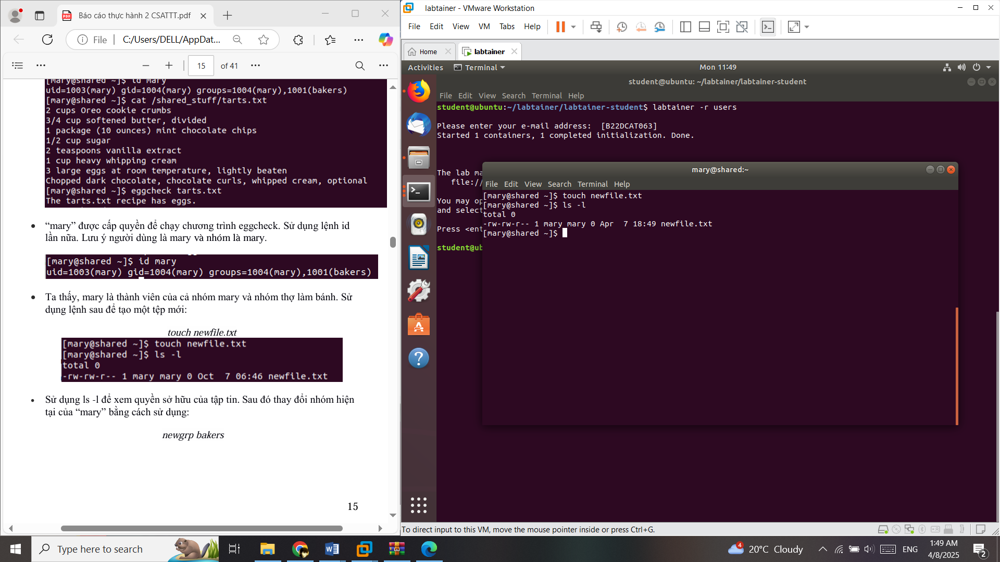 Báo cáo thực hành 2 CSATTT.pdf
File
C:/Users/DELL/AppDat...
15
of 41
[mary@shared ~]$ id mary
uid=1003(mary) gid=1004(mary) groups=1004(mary),1001(bakers)
[mary@shared ~]$ cat /shared_stuff/tarts.txt
2 cups Oreo cookie crumbs
3/4 cup softened butter, divided
1 package (10 ounces) mint chocolate chips
1/2 cup sugar
2 teaspoons vanilla extract
1 cup heavy whipping cream
3 large eggs at room temperature, lightly beaten
Chopped dark chocolate, chocolate curls, whipped cream, optional
[mary@shared ~]$ eggcheck tarts.txt
The tarts.txt recipe has eggs.
• “mary” được cấp quyền để chạy chương trình eggcheck. Sử dụng lệnh id
lần nữa. Lưu ý người dùng là mary và nhóm là mary.
[mary@shared ~]$ id mary
uid=1003(mary) gid=1004(mary) groups=1004(mary),1001(bakers)
• Ta thấy, mary là thành viên của cả nhóm mary và nhóm thợ làm bánh. Sử
dụng lệnh sau để tạo một tệp mới:
touch newfile.txt
[mary@shared ~]$ touch newfile.txt
[mary@shared ~]$ ls -l
total 0
-rw-rw-r-- 1 mary mary 0 Oct  7 06:46 newfile.txt
• Sử dụng ls -l để xem quyền sở hữu của tập tin. Sau đó thay đổi nhóm hiện
tại của “mary” bằng cách sử dụng:
newgrp bakers
15
labtainer - VMware Workstation
File Edit View VM Tabs Help
Home
labtainer
Activities
Terminal
Mon 11:49
student@ubuntu: ~/labtainer/labtainer-student
File Edit View Search Terminal Help
student@ubuntu:~/labtainer/labtainer-student$ labtainer -r users
Please enter your e-mail address:  [B22DCAT063]
Started 1 containers, 1 completed initialization. Done.
The lab ma
file:/
You may op
and select
Press <ent
student@ub
mary@shared:~
File Edit View Search Terminal Help
[mary@shared ~]$ touch newfile.txt
[mary@shared ~]$ ls -l
total 0
-rw-rw-r-- 1 mary mary 0 Apr  7 18:49 newfile.txt
[mary@shared ~]$
To direct input to this VM, move the mouse pointer inside or press Ctrl+G.
Type here to search
4
20°C Cloudy
ENG
1:49 AM
4/8/2025
2